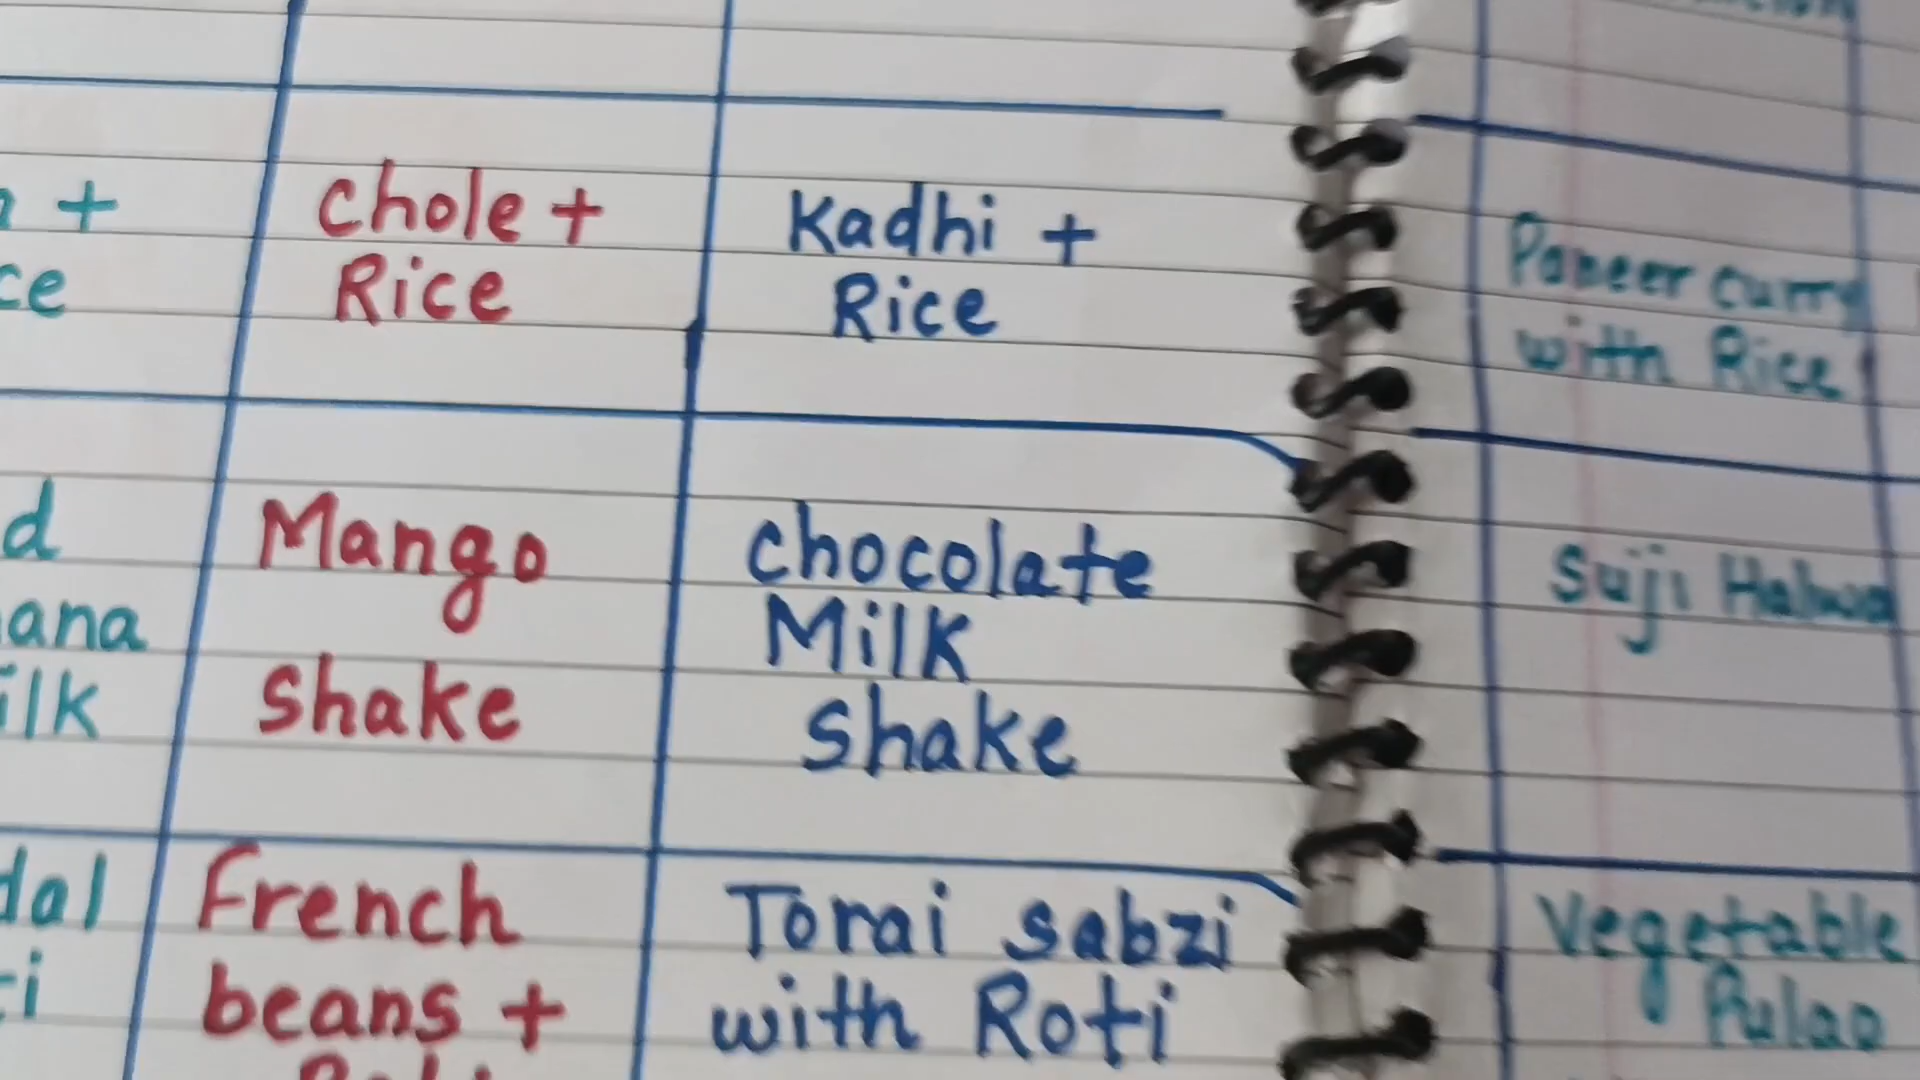 +
chole +
Rice
Kadhi +
Rice
Paneer curry
with Rice
Mango
Shake
chocolate
Milk
shake
Suji Halwa
French
beans +
Torai sabzi
with Roti
Vegetable
Pulao